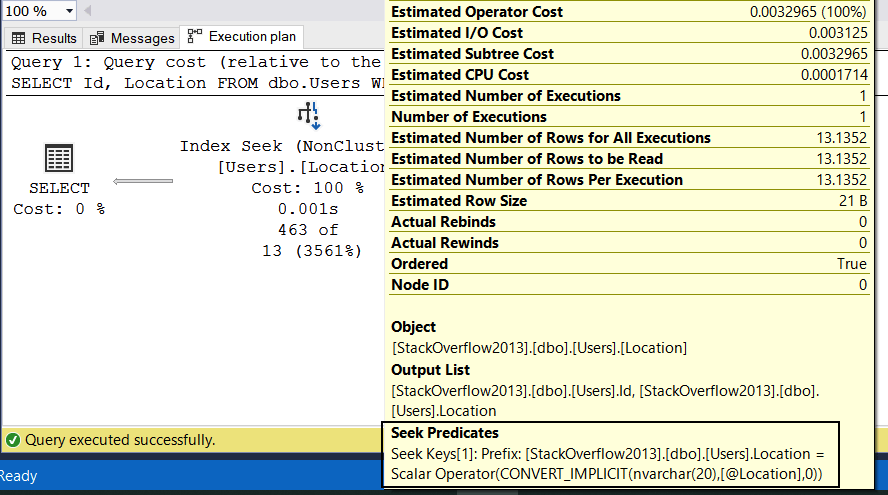 100 %
Results Messages Execution plan
Query 1: Query cost (relative to the
SELECT Id, Location FROM dbo.Users
Index Seek
[Users].
Cost: 100 %
0.001s
463 of
13 (3561%)
SELECT
Cost: 0 %
Query executed successfully.
Ready
Estimated Operator Cost 0.0032965 (100%)
Estimated I/O Cost 0.003125
Estimated Subtree Cost 0.0032965
Estimated CPU Cost 0.0001714
Estimated Number of Executions 1
Number of Executions 1
Estimated Number of Rows for All Executions 13.1352
Estimated Number of Rows to be Read 13.1352
Estimated Number of Rows Per Execution 13.1352
Estimated Row Size 21 B
Actual Rebinds 0
Actual Rewinds 0
Ordered True
Node ID 0
Object
[StackOverflow2013].[dbo].[Users].[Location]
Output List
[StackOverflow2013].[dbo].[Users].Id, [StackOverflow2013].[dbo].
[Users].Location
Seek Predicates
Seek Keys[1]: Prefix: [StackOverflow2013].[dbo].[Users].Location =
Scalar Operator(CONVERT_IMPLICIT(nvarchar(20),[@Location],0))